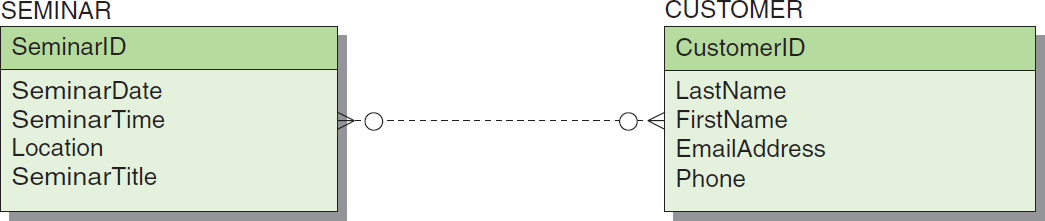 SEMINAR
SeminarID
SeminarDate
SeminarTime
Location
SeminarTitle
CUSTOMER
CustomerID
LastName
FirstName
EmailAddress
Phone